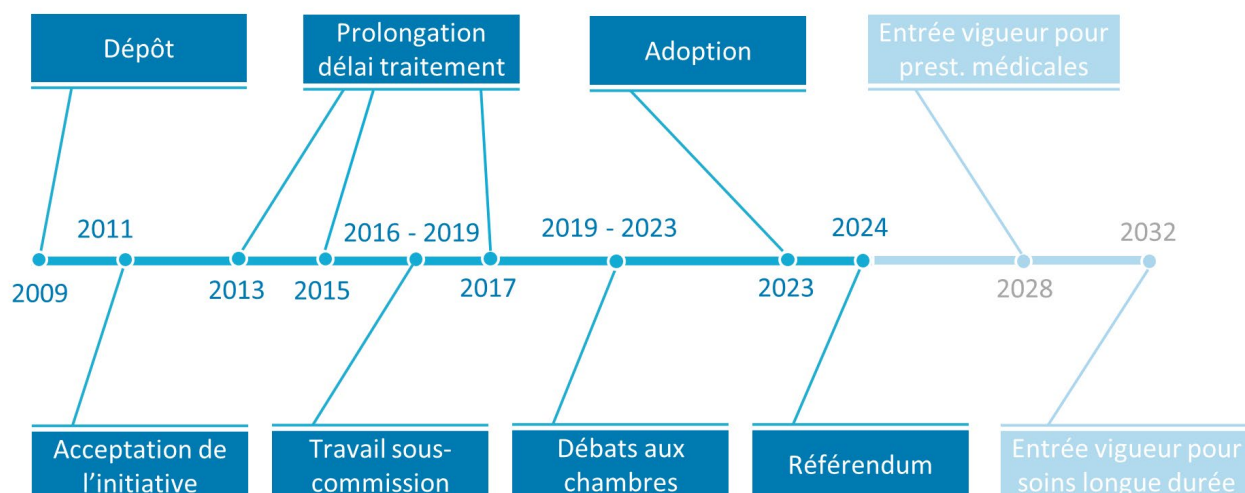 Dépôt
Prolongation
délai traitement
Adoption
Entrée vigueur pour
prest. médicales
2011
2016 - 2019
2019 - 2023
2024
2032
2009
2013
2015
2017
2023
2028
Acceptation de
l'initiative
Travail sous-
commission
Débats aux
chambres
Référendum
Entrée vigueur pour
soins longue durée